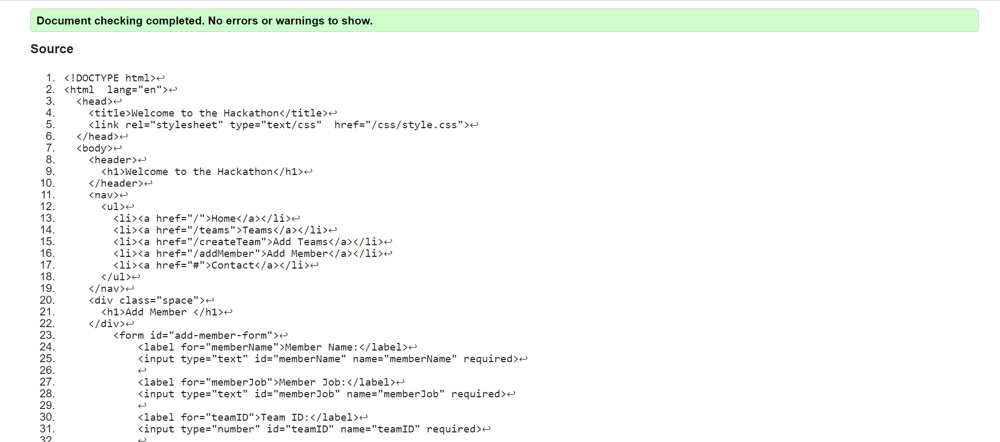 Document checking completed. No errors or warnings to show.
Source
1. <!DOCTYPE html>↩
2. <html  lang="en">↩
3.   <head>↩
4.     <title>Welcome to the Hackathon</title>↩
5.     <link rel="stylesheet" type="text/css"  href="/css/style.css">↩
6.   </head>↩
7.   <body>↩
8.     <header>↩
9.       <h1>Welcome to the Hackathon</h1>↩
10.     </header>↩
11.     <nav>↩
12.       <ul>↩
13.         <li><a href="/">Home</a></li>↩
14.         <li><a href="/teams">Teams</a></li>↩
15.         <li><a href="/createTeam">Add Teams</a></li>↩
16.         <li><a href="/addMember">Add Member</a></li>↩
17.         <li><a href="#">Contact</a></li>↩
18.       </ul>↩
19.     </nav>↩
20.     <div class="space">↩
21.       <h1>Add Member </h1>↩
22.     </div>↩
23.         <form id="add-member-form">↩
24.             <label for="memberName">Member Name:</label>↩
25.             <input type="text" id="memberName" name="memberName" required>↩
26.             ↩
27.             <label for="memberJob">Member Job:</label>↩
28.             <input type="text" id="memberJob" name="memberJob" required>↩
29.             ↩
30.             <label for="teamID">Team ID:</label>↩
31.             <input type="number" id="teamID" name="teamID" required>↩
32.             ↩